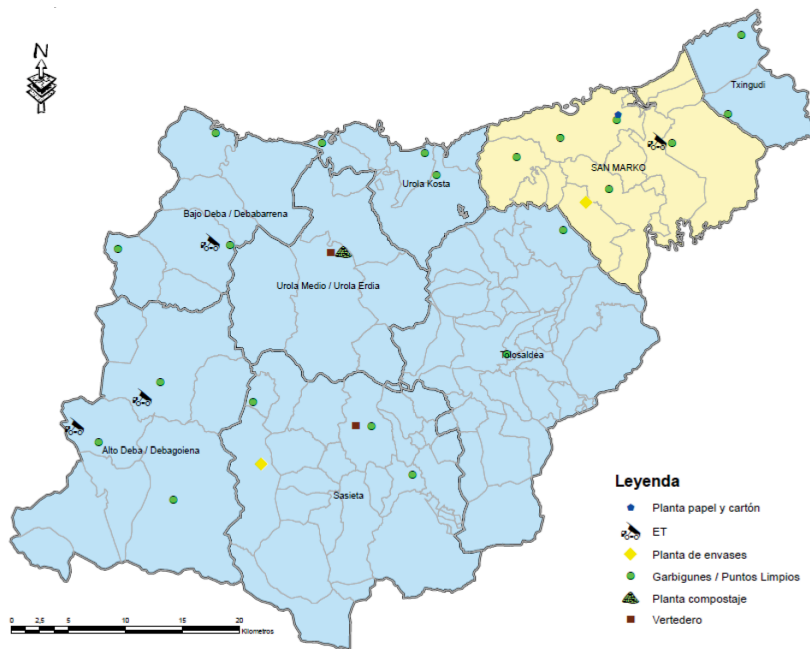 N
Txingudi
SAN MARKO
Urola Kosta
Bajo Deba / Debabarrena
Urola Medio / Urola Erdia
Tolosaldea
Alto Deba / Debagoiena
Sasieta
Leyenda
Planta papel y cartón
ET
Planta de envases
Garbigunes / Puntos Limpios
Planta compostaje
Vertedero
0 2,5 5 10 15 20
Kilometros